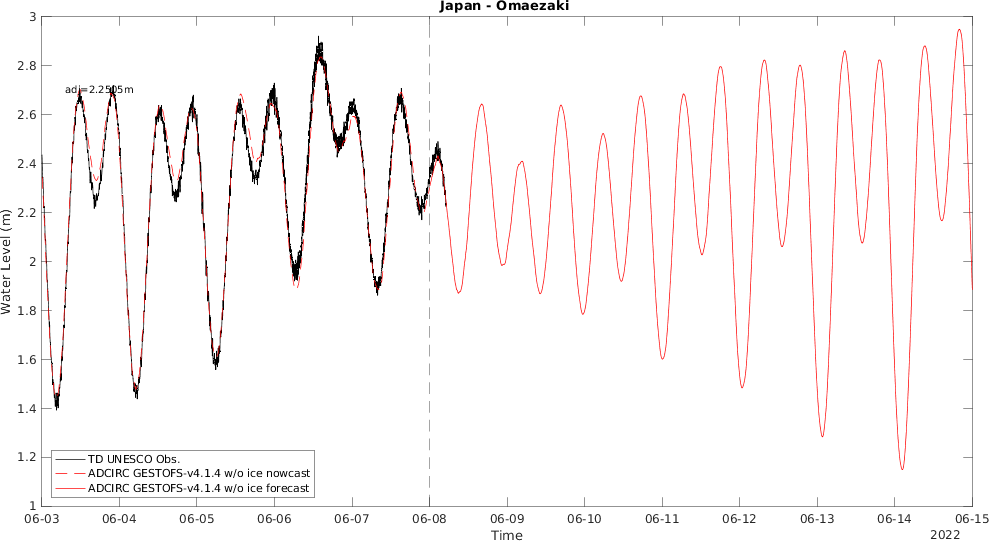 Japan - Omaezaki
3
2.8
2.6
2.4
2.2
2
1.8
1.6
1.4
1.2
1
Water Level (m)
adj=2.2505m
TD UNESCO Obs.
ADCIRC GESTOFS-v4.1.4 w/o ice nowcast
ADCIRC GESTOFS-v4.1.4 w/o ice forecast
06-03 06-04 06-05 06-06 06-07 06-08 06-09 06-10 06-11 06-12 06-13 06-14 06-15
Time
2022